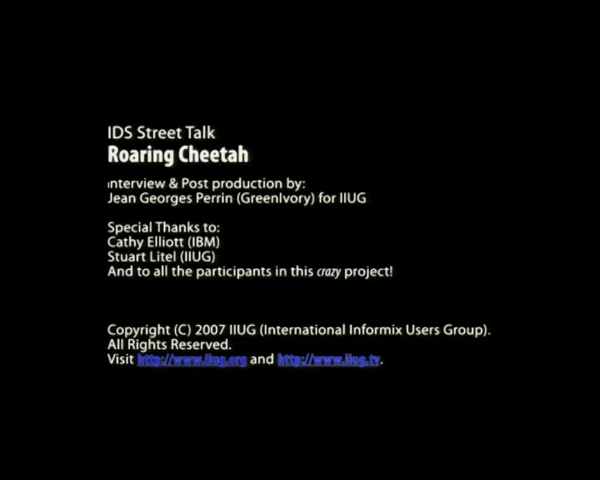 IDS Street Talk
Roaring Cheetah
Interview & Post production by:
Jean Georges Perrin (GreenIvory) for IIUG
Special Thanks to:
Cathy Elliott (IBM)
Stuart Litel (IIUG)
And to all the participants in this crazy project!
Copyright (C) 2007 IIUG (International Informix Users Group).
All Rights Reserved.
Visit http://www.iiug.org and http://www.iiug.tv.